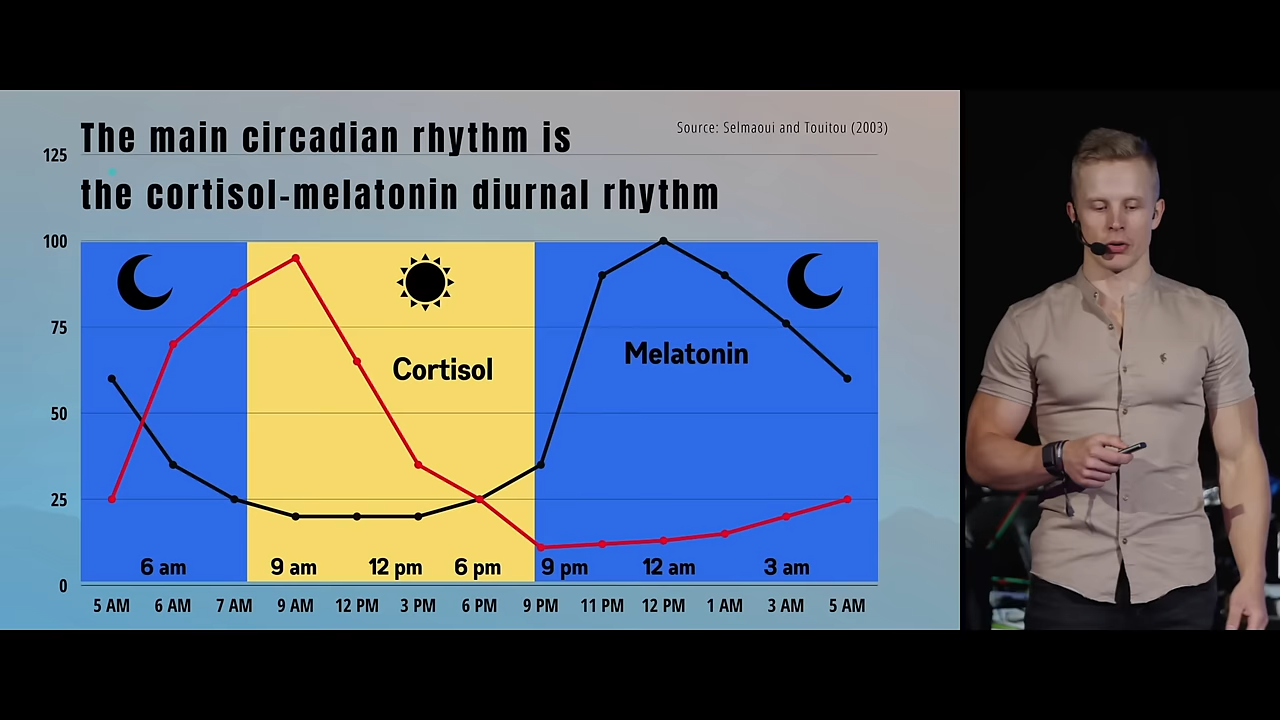 The main circadian rhythm is
Source: Selmaoui and Touitou (2003)
125
the cortisol-melatonin diurnal rhythm
100
75
Melatonin
Cortisol
50
25
6 am 9 am 12 pm 6 pm 9 pm 12 am 3 am
0
5 AM 6 AM 7 AM 9 AM 12 PM 3 PM 6 PM 9 PM 11 PM 12 PM 1 AM 3 AM 5 AM